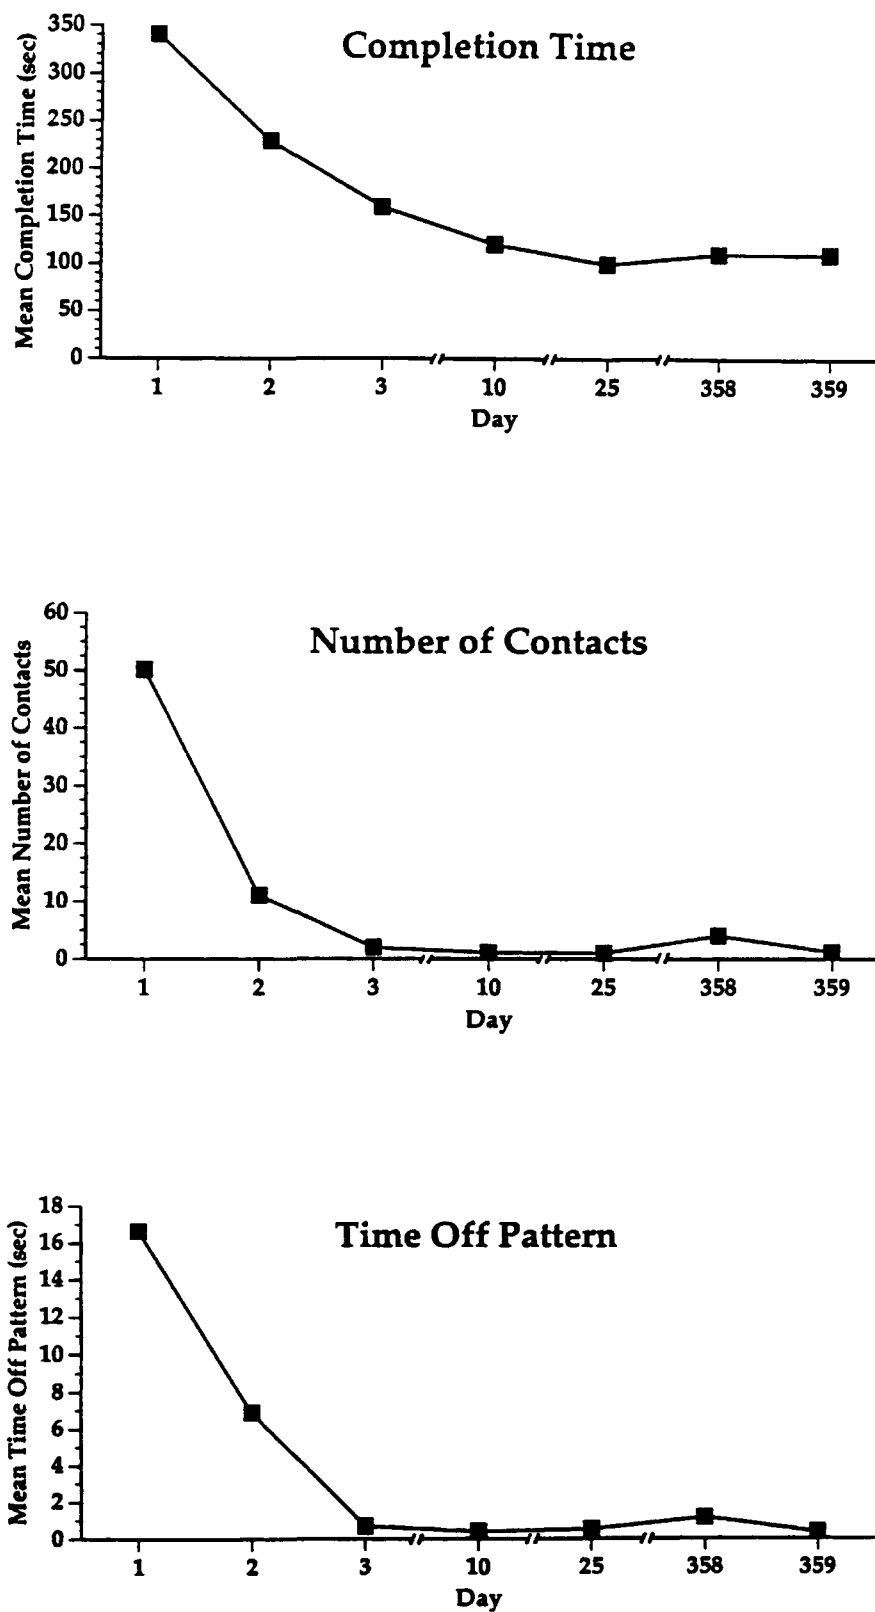 Completion Time
Mean Completion Time (sec)
350
300
250
200
150
100
50
0
1 2 3 10 25 358 359
Day
Number of Contacts
Mean Number of Contacts
60
50
40
30
20
10
0
1 2 3 10 25 358 359
Day
Time Off Pattern
Mean Time Off Pattern (sec)
18
16
14
12
10
8
6
4
2
0
1 2 3 10 25 358 359
Day